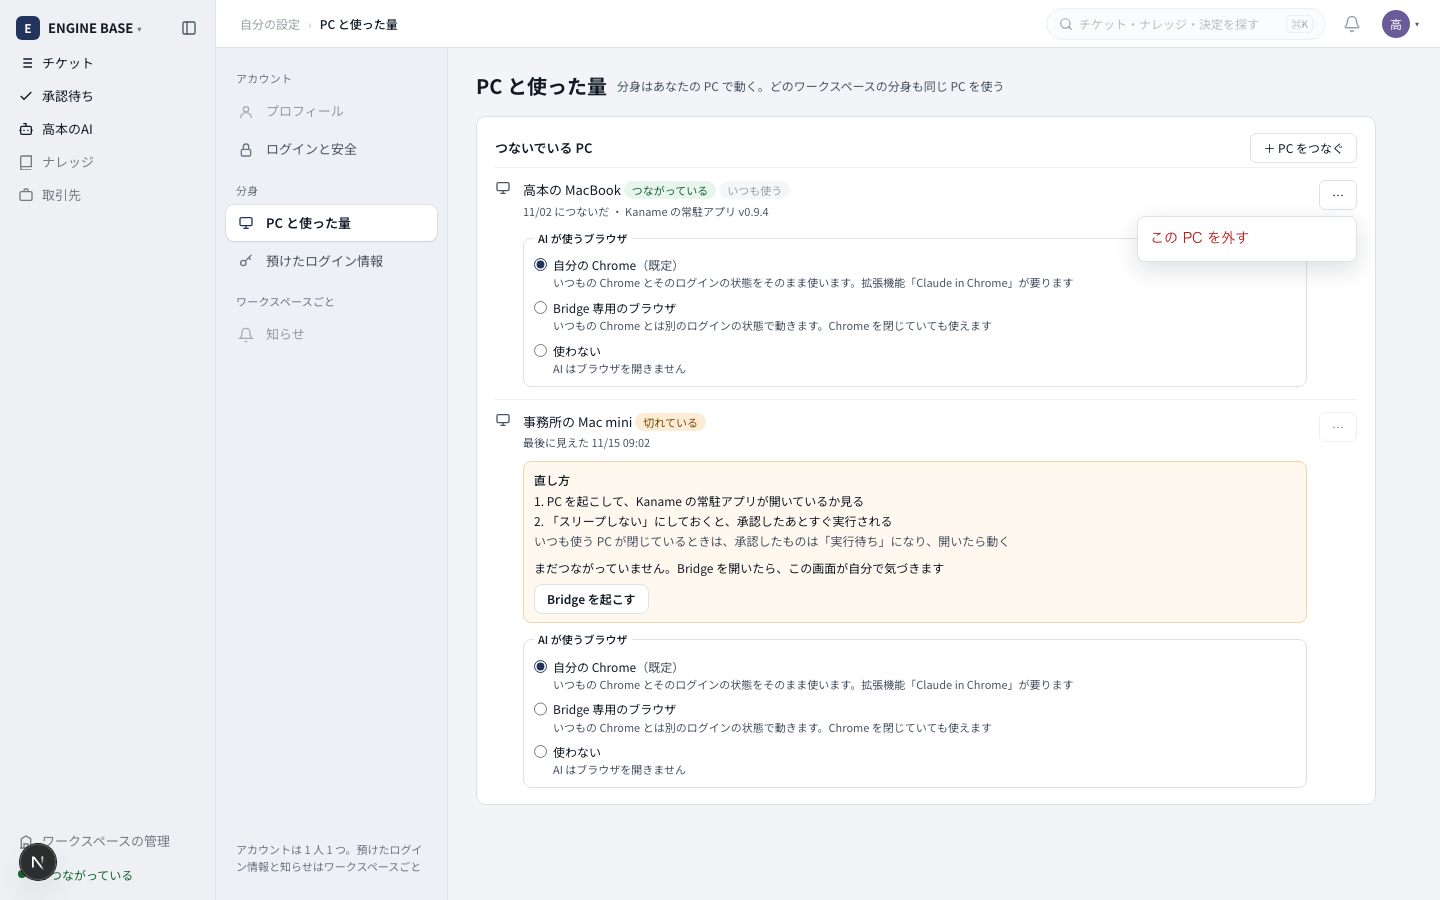 E ENGINE BASE
チケット
承認待ち
高本のAI
ナレッジ
取引先
ワークスペースの管理
N
つながっている
自分の設定 › PC と使った量
チケット・ナレッジ・決定を探す ⌘K
高
アカウント
プロフィール
ログインと安全
分身
PC と使った量
預けたログイン情報
ワークスペースごと
知らせ
アカウントは 1 人 1 つ。預けたログイ
ン情報と知らせはワークスペースごと
PC と使った量 分身はあなたの PC で動く。どのワークスペースの分身も同じ PC を使う
つないでいる PC
＋PC をつなぐ
高本の MacBook つながっている いつも使う
…
11/02 につないだ ・ Kaname の常駐アプリ v0.9.4
この PC を外す
AI が使うブラウザ
自分の Chrome（既定）
いつもの Chrome とそのログインの状態をそのまま使います。拡張機能「Claude in Chrome」が要ります
Bridge 専用のブラウザ
いつもの Chrome とは別のログインの状態で動きます。Chrome を閉じていても使えます
使わない
AI はブラウザを開きません
事務所の Mac mini 切れている
…
最後に見えた 11/15 09:02
直し方
1. PC を起こして、Kaname の常駐アプリが開いているか見る
2. 「スリープしない」にしておくと、承認したあとすぐ実行される
いつも使う PC が閉じているときは、承認したものは「実行待ち」になり、開いたら動く
まだつながっていません。Bridge を開いたら、この画面が自分で気づきます
Bridge を起こす
AI が使うブラウザ
自分の Chrome（既定）
いつもの Chrome とそのログインの状態をそのまま使います。拡張機能「Claude in Chrome」が要ります
Bridge 専用のブラウザ
いつもの Chrome とは別のログインの状態で動きます。Chrome を閉じていても使えます
使わない
AI はブラウザを開きません